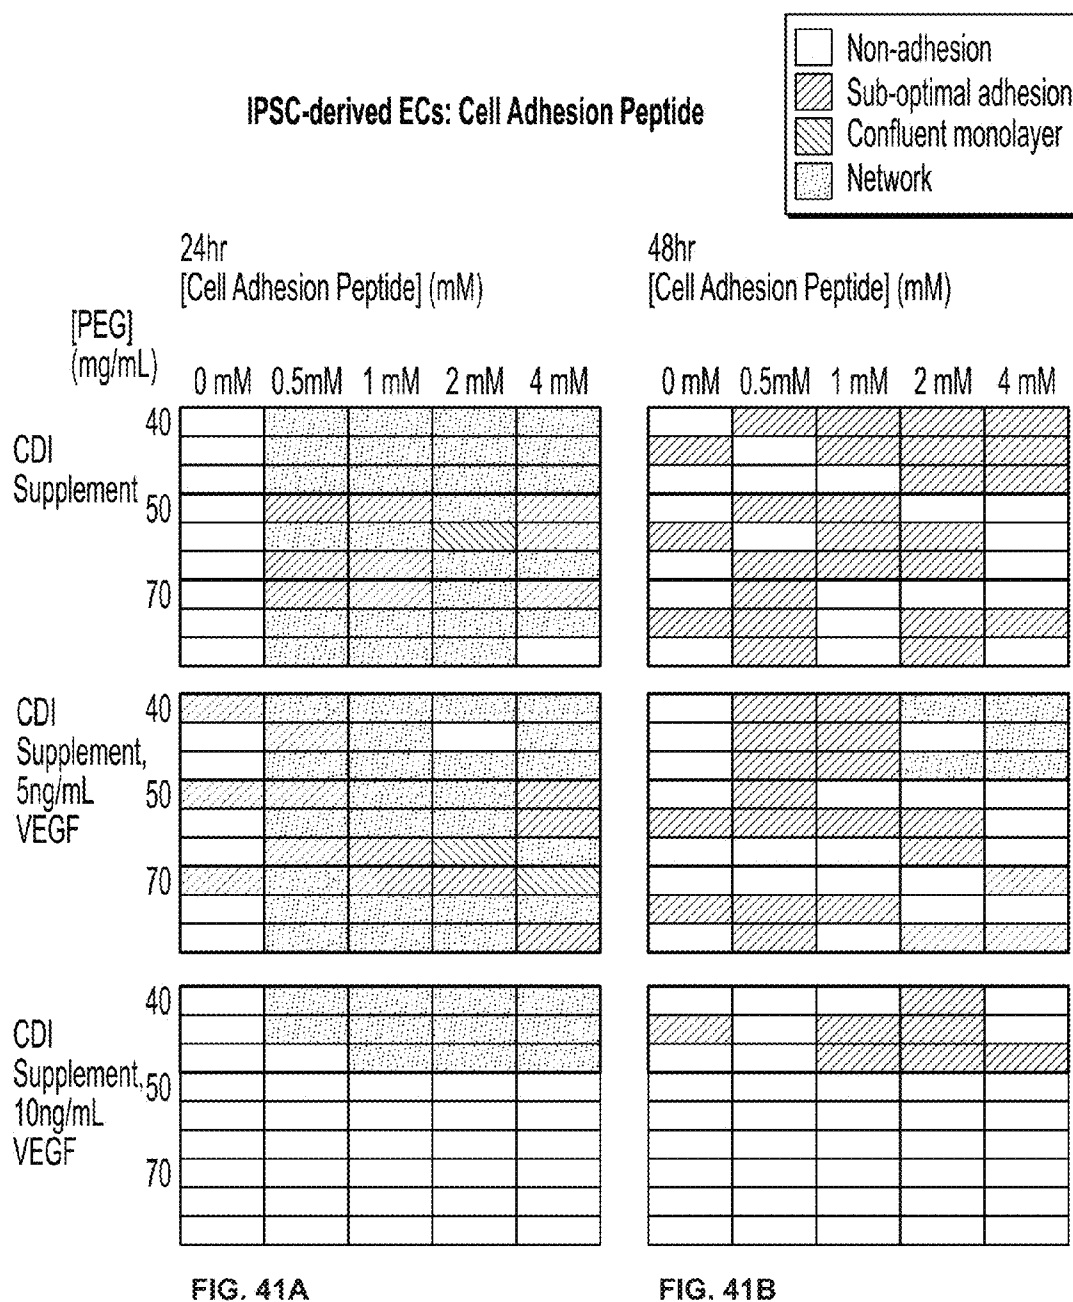 Non-adhesion
Sub-optimal adhesion
Confluent monolayer
Network
IPSC-derived ECs: Cell Adhesion Peptide
24hr
[Cell Adhesion Peptide] (mM)
48hr
[Cell Adhesion Peptide] (mM)
[PEG]
(mg/mL)
0 mM 0.5mM 1 mM 2 mM 4 mM
0 mM 0.5mM 1 mM 2 mM 4 mM
CDI
Supplement
40
50
70
CDI
Supplement,
5ng/mL
VEGF
40
50
70
CDI
Supplement,
10ng/mL
VEGF
40
50
70
FIG. 41A
FIG. 41B